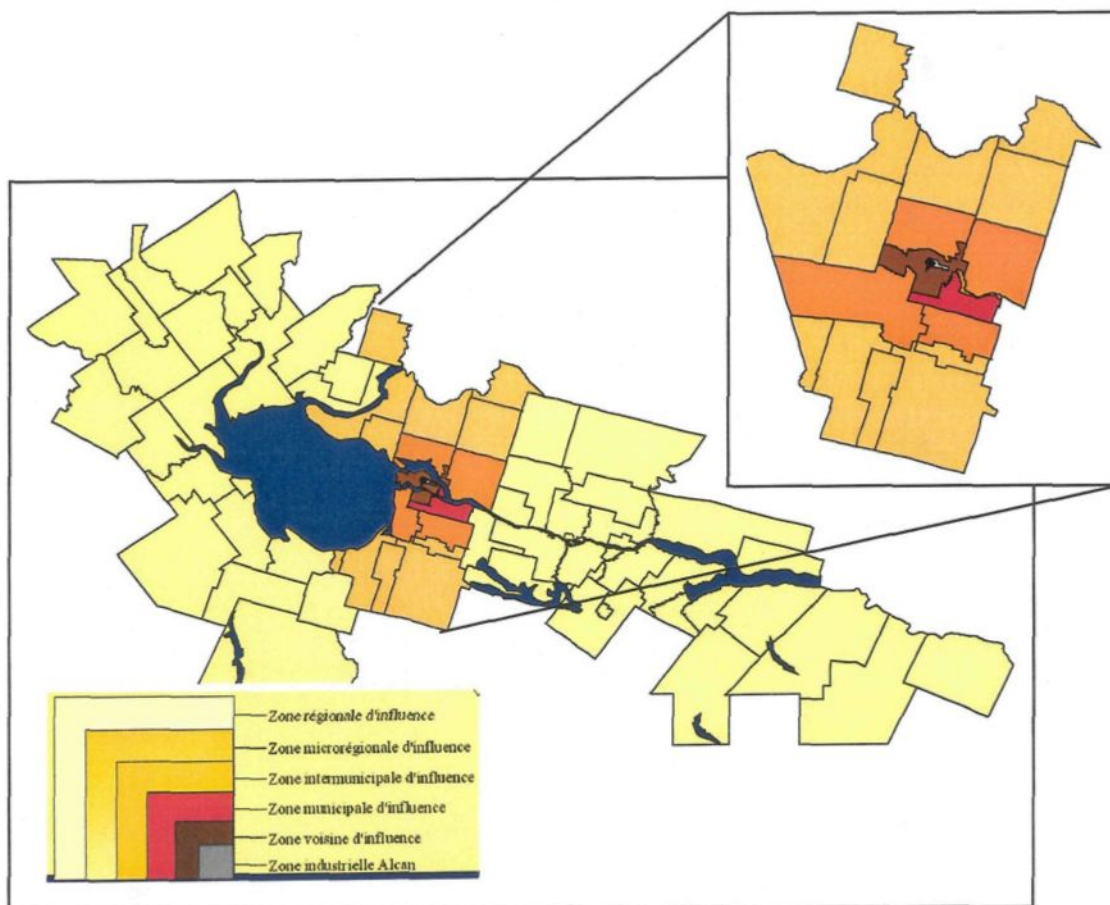 Zone régionale d'influence
Zone microrégionale d'influence
Zone intermunicipale d'influence
Zone municipale d'influence
Zone voisine d'influence
Zone industrielle Alcan